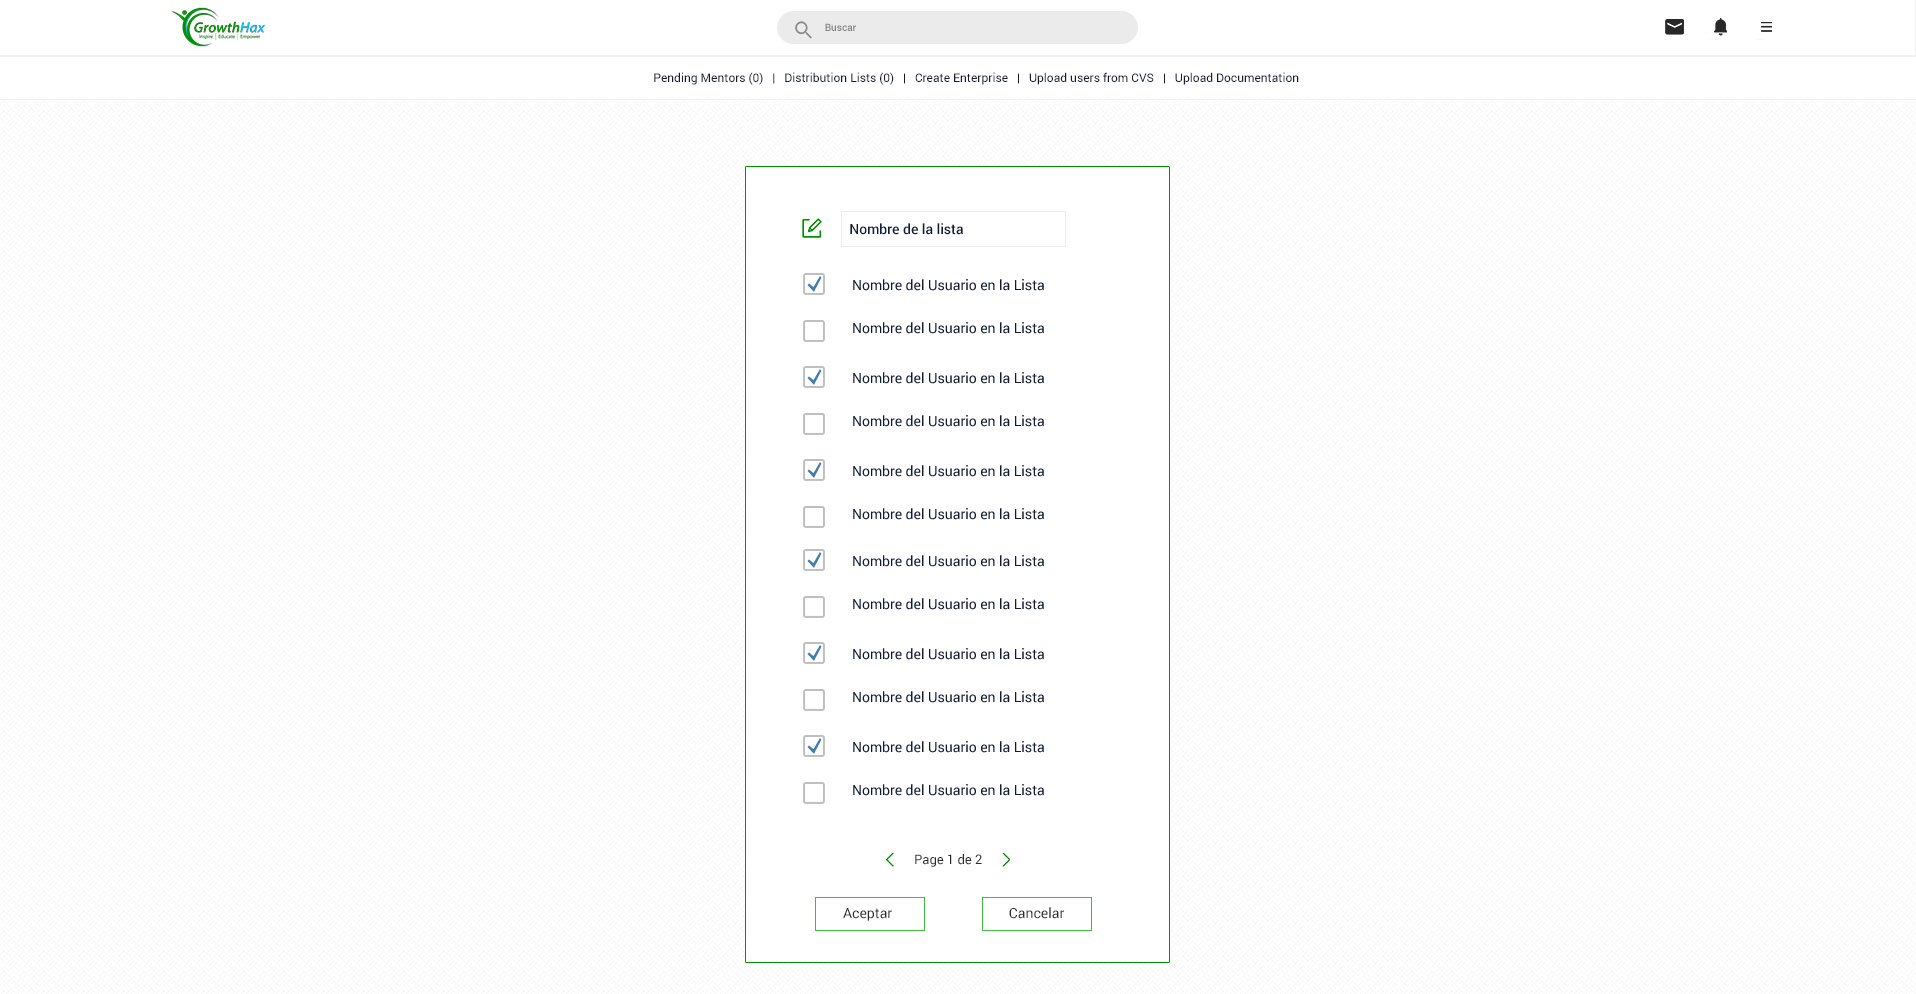 GrowthHax
Inspire | Educate | Empower
Buscar
Pending Mentors (0) | Distribution Lists (0) | Create Enterprise | Upload users from CVS | Upload Documentation
Nombre de la lista
Nombre del Usuario en la Lista
Nombre del Usuario en la Lista
Nombre del Usuario en la Lista
Nombre del Usuario en la Lista
Nombre del Usuario en la Lista
Nombre del Usuario en la Lista
Nombre del Usuario en la Lista
Nombre del Usuario en la Lista
Nombre del Usuario en la Lista
Nombre del Usuario en la Lista
Nombre del Usuario en la Lista
Nombre del Usuario en la Lista
Page 1 de 2
Aceptar Cancelar